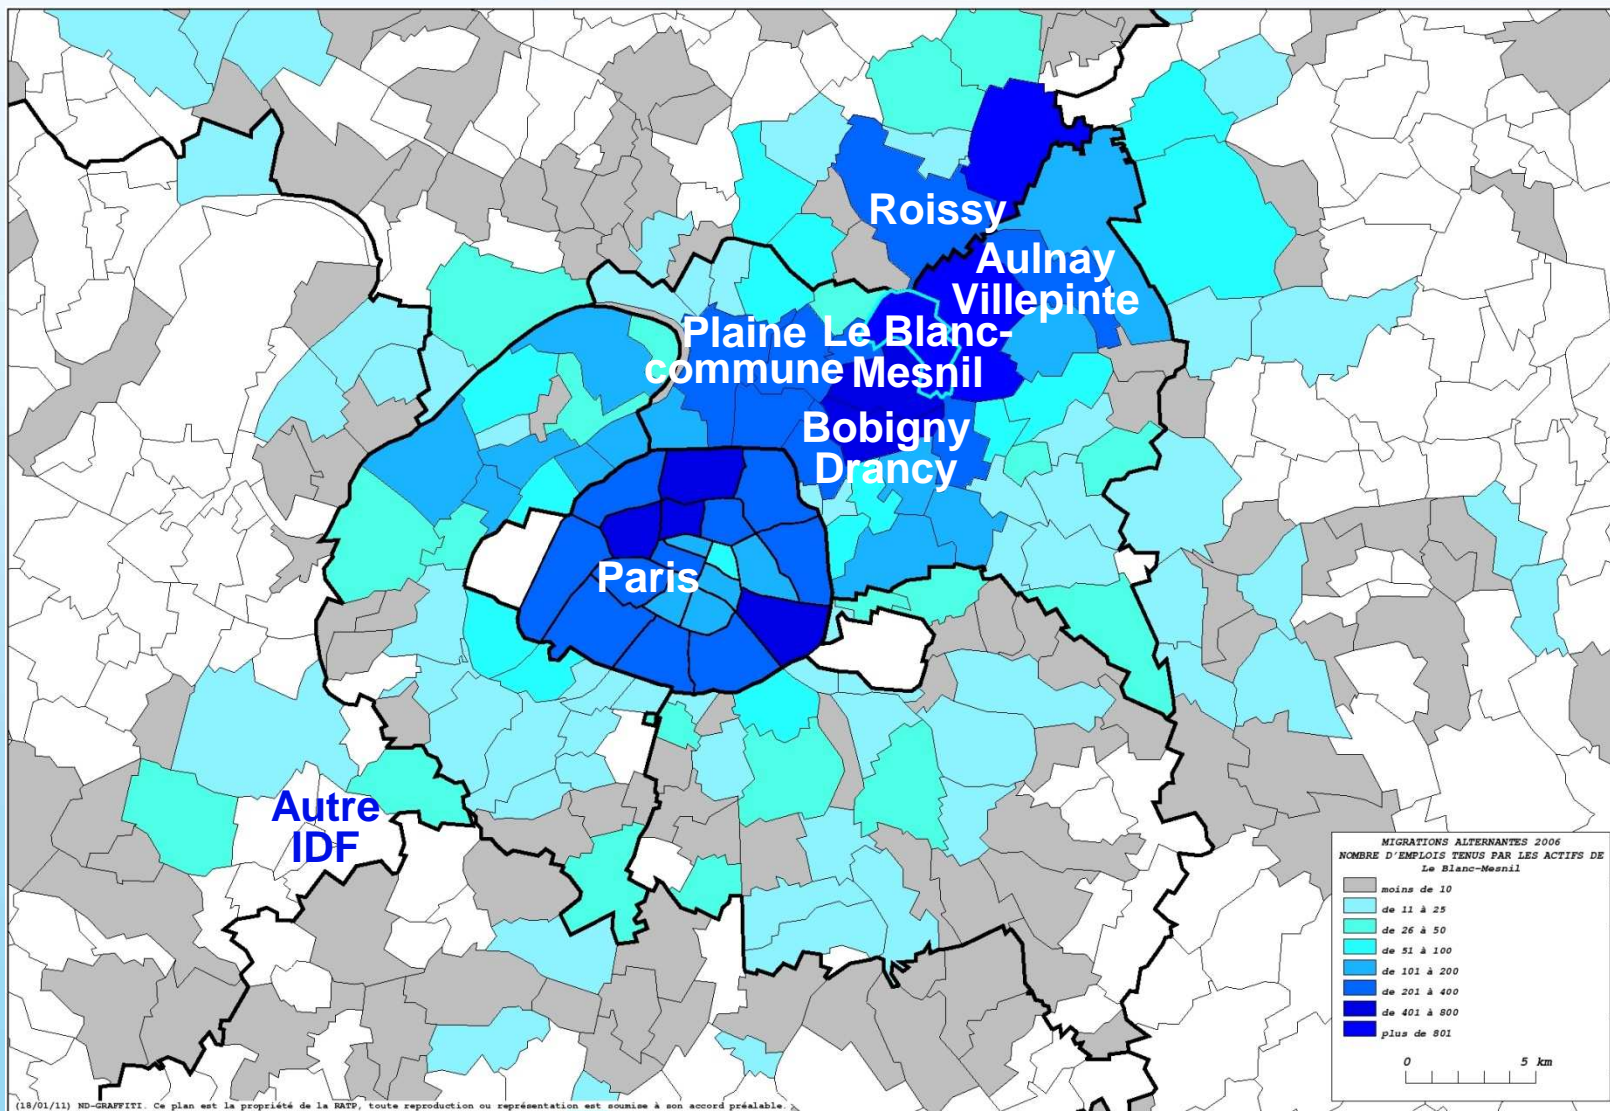 Roissy
Aulnay
Villepinte
Plaine
commune
Le Blanc-
Mesnil
Bobigny
Drancy
Paris
Autre
IDF
MIGRATIONS ALTERNANTES 2006
NOMBRE D'EMPLOIS TENUS PAR LES ACTIFS DE
Le Blanc-Mesnil
moins de 10
de 11 à 25
de 26 à 50
de 51 à 100
de 101 à 200
de 201 à 400
de 401 à 800
plus de 801
0 5 km
(18/01/11) ND-GRAFFITI. Ce plan est la propriété de la RATP, toute reproduction ou représentation est soumise à son accord préalable.